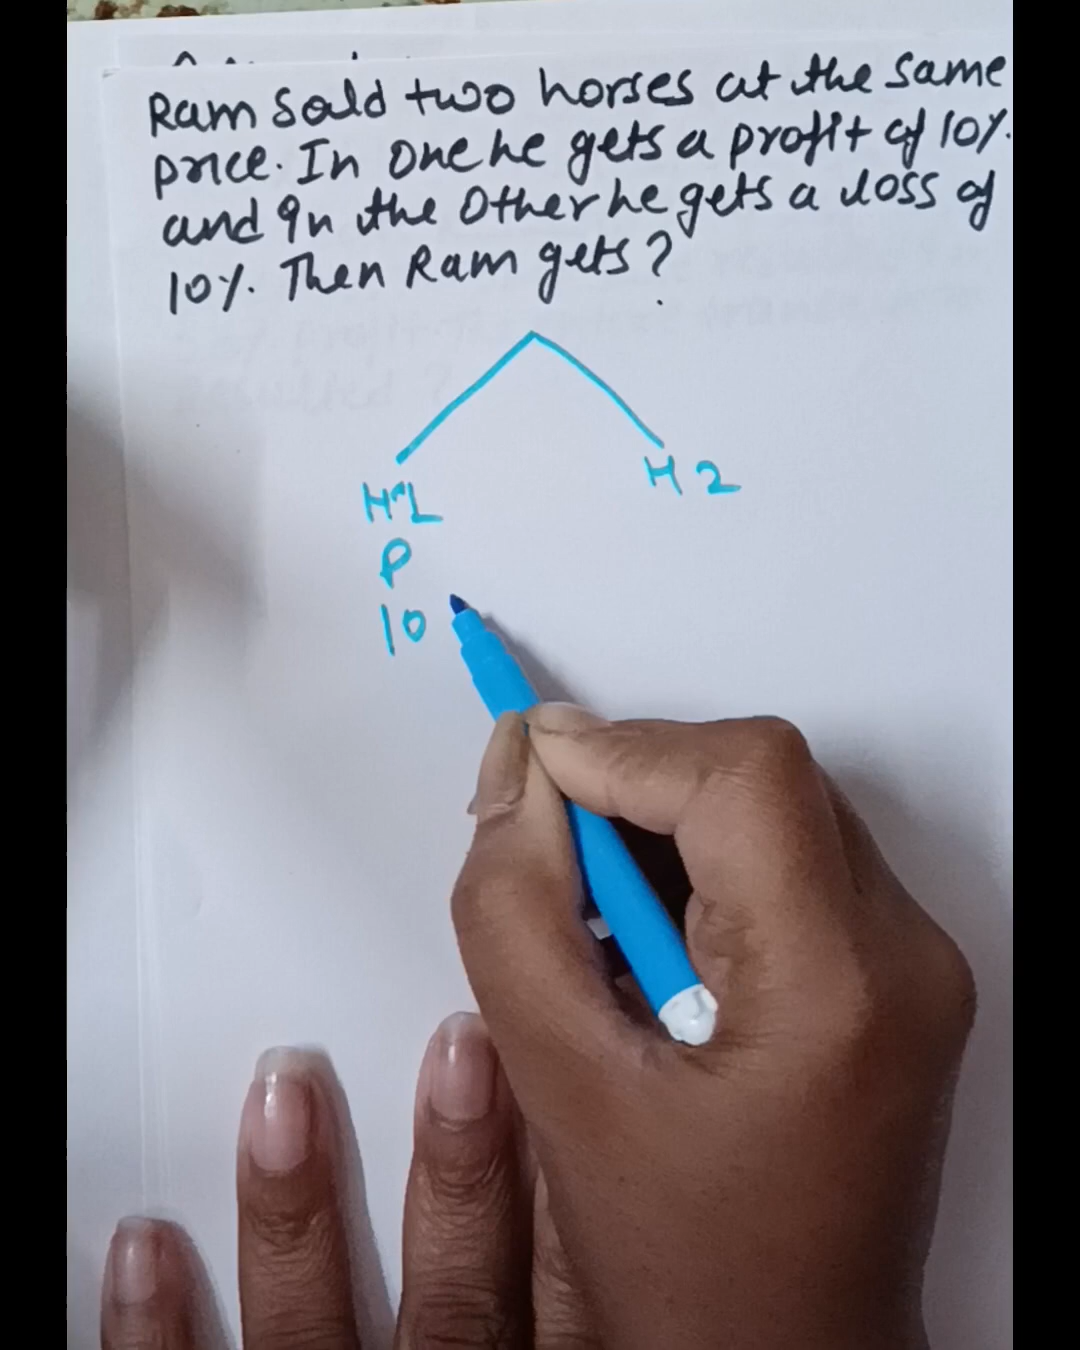 Ram Sold two horses at the same
price. In One he gets a profit of 10%.
and In the Other he gets a loss of
10%. Then Ram gets?
H1 H2
P
10